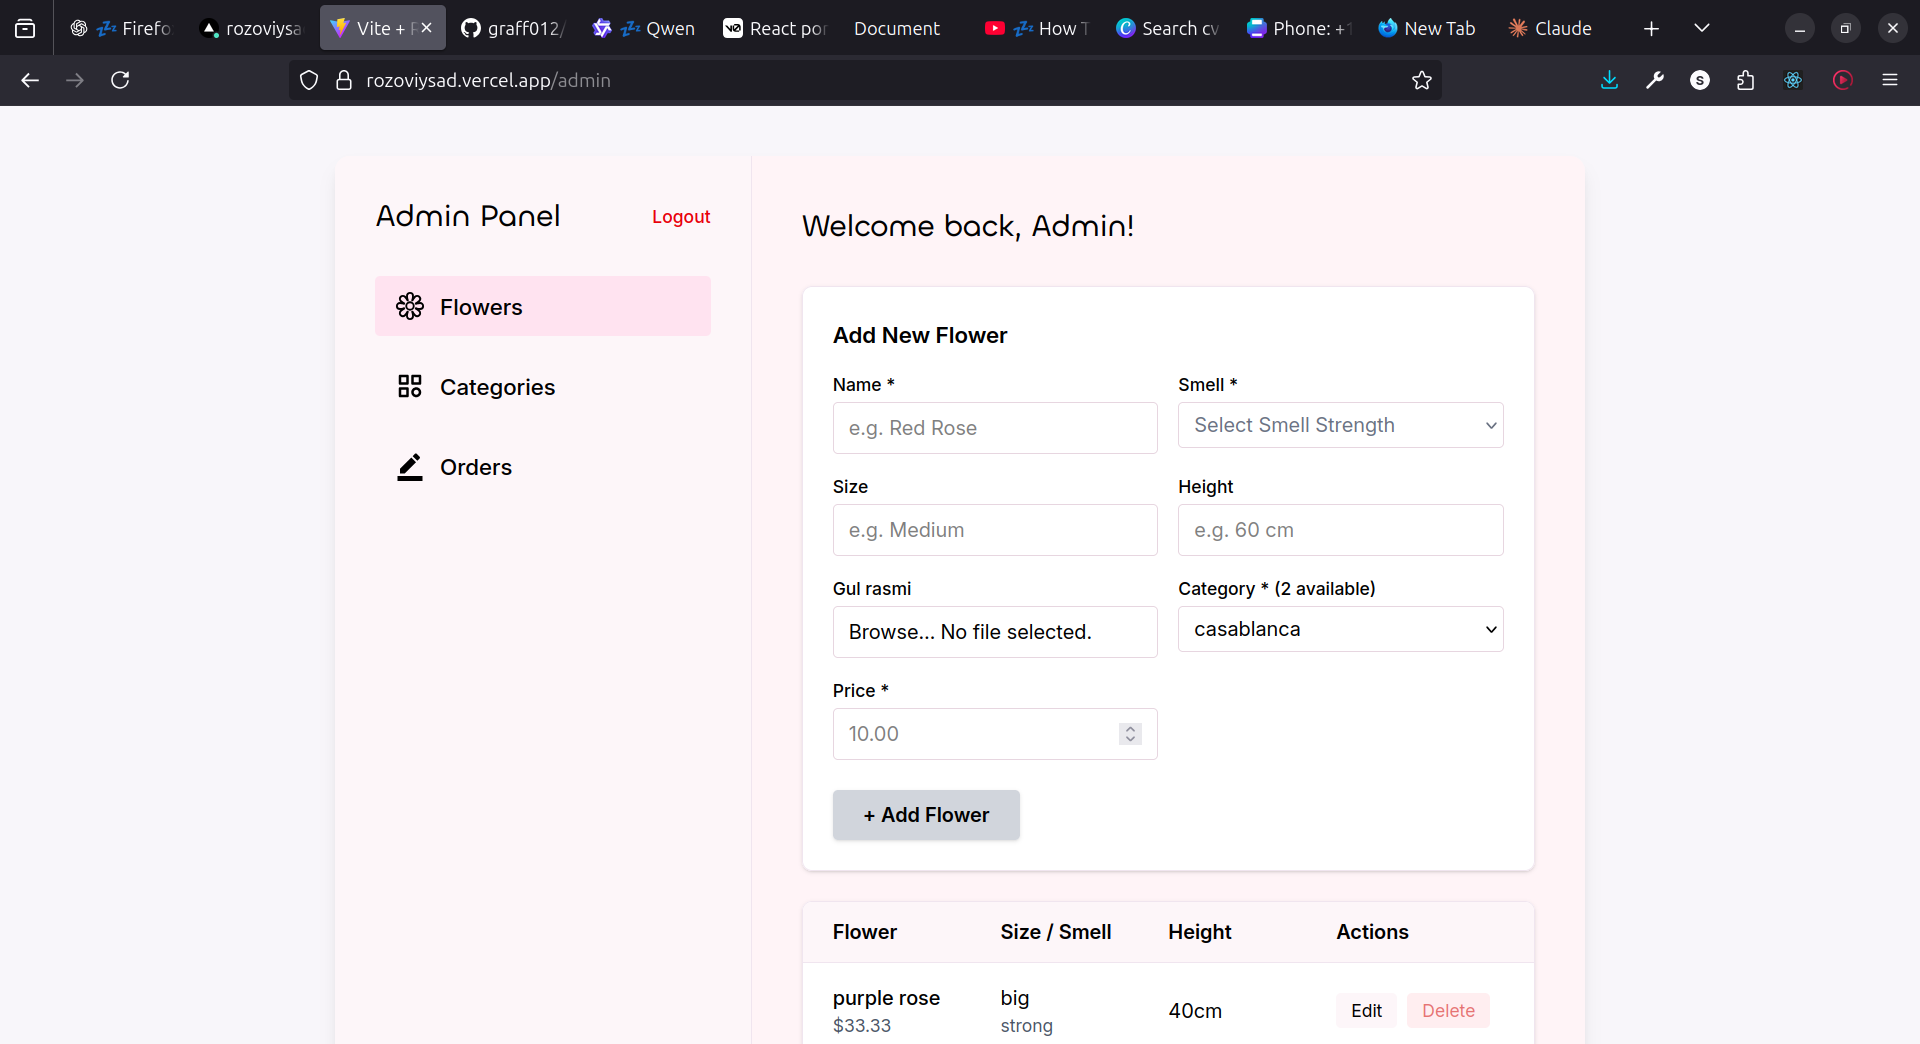 Firefo
rozoviysa
Vite + R
graff012/
Qwen
React por
Document
How T
Search cv
Phone: +1
New Tab
Claude
rozoviysad.vercel.app/admin
Admin Panel
Logout
Flowers
Categories
Orders
Welcome back, Admin!
Add New Flower
Name *
Smell *
e.g. Red Rose
Select Smell Strength
Size
Height
e.g. Medium
e.g. 60 cm
Gul rasmi
Category * (2 available)
Browse... No file selected.
casablanca
Price *
10.00
+ Add Flower
Flower
Size / Smell
Height
Actions
purple rose
big
40cm
Edit
Delete
$33.33
strong